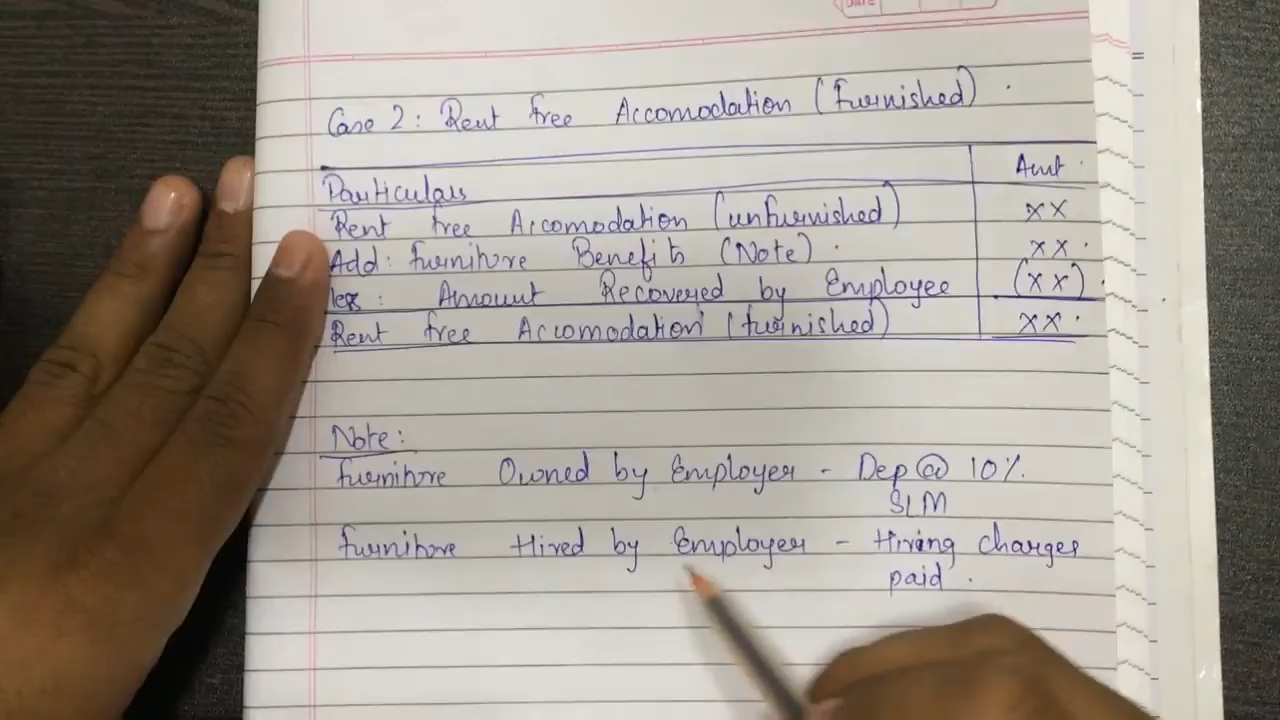 DATE
Case 2: Rent free Accomodation (furnished)
Particulars Amt
Rent free Accomodation (unfurnished) XX
Add: furniture Benefits (Note) XX
less: Amount Recovered by Employee (XX)
Rent free Accomodation (furnished) XX
Note:
furniture Owned by Employer - Dep @ 10%
SLM
furniture Hired by Employer - Hiring charges
paid